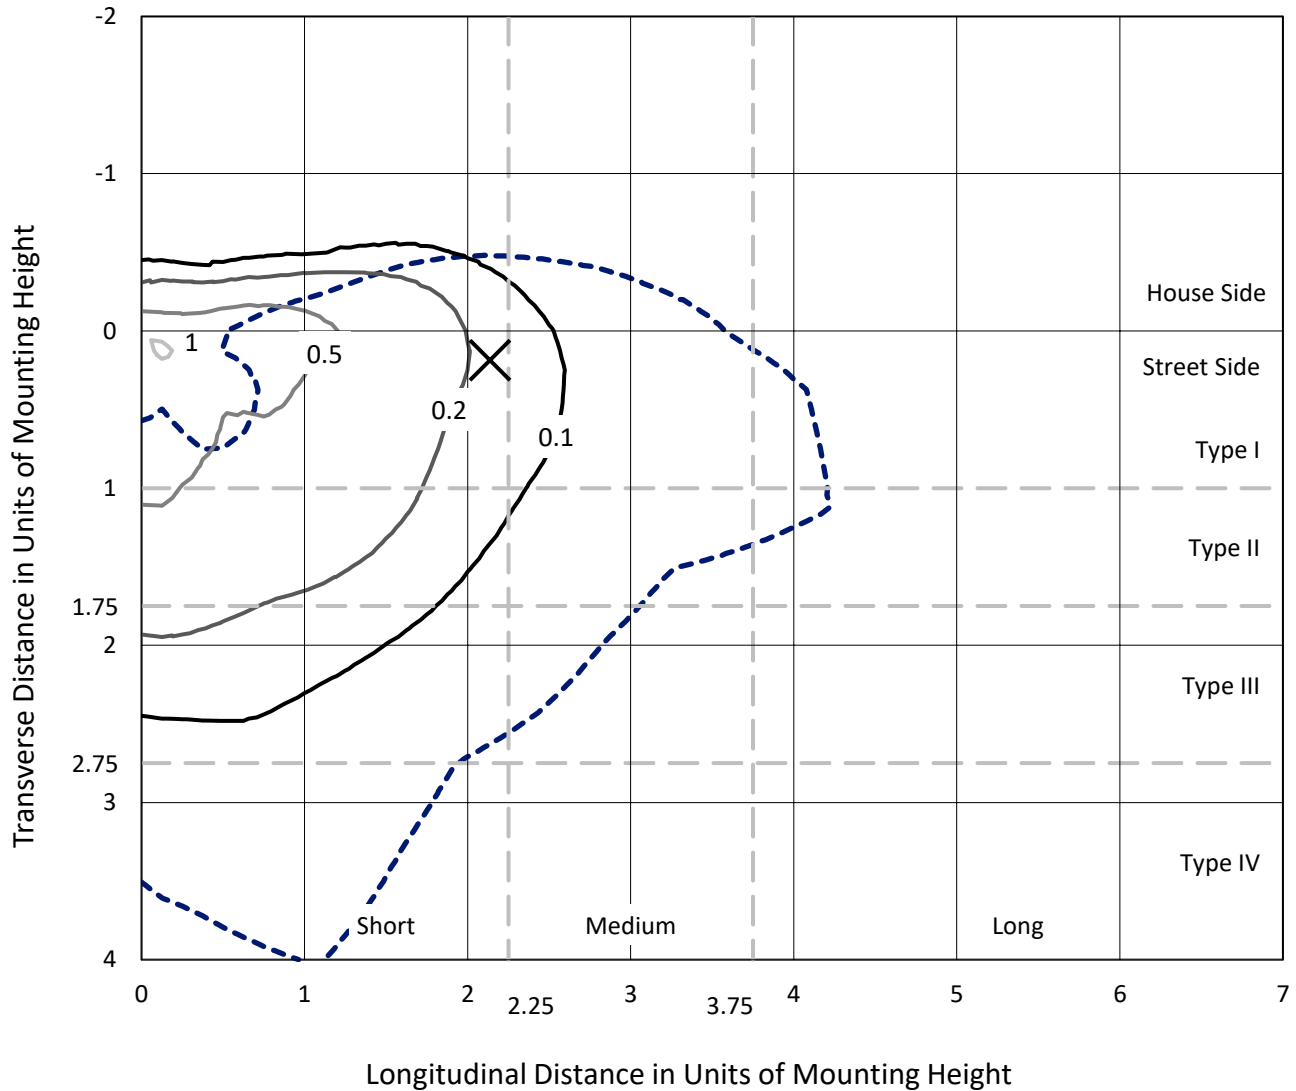 -2
-1
House Side
0
1
0.5
Street Side
0.2
0.1
Type I
1
Type II
1.75
2
Type III
2.75
3
Type IV
Short
Medium
Long
4
0
1
2
2.25
3
3.75
4
5
6
7
Transverse Distance in Units of Mounting Height
Longitudinal Distance in Units of Mounting Height